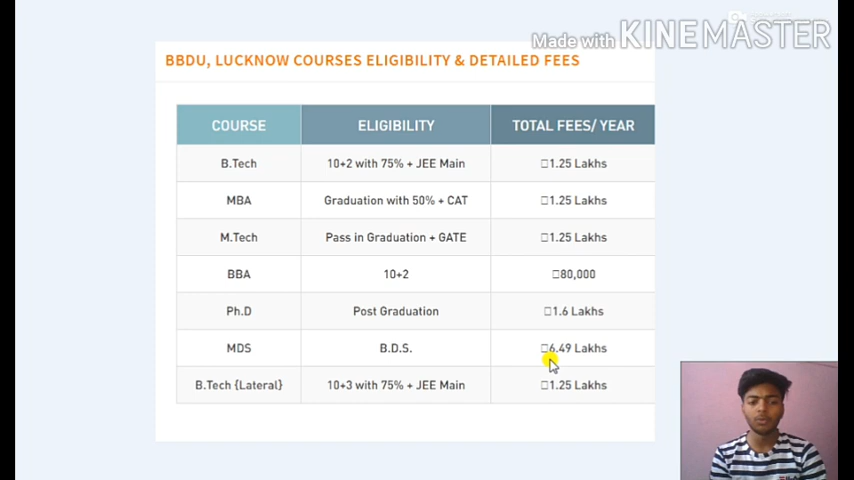 Made with KINEMASTER
BBDU, LUCKNOW COURSES ELIGIBILITY & DETAILED FEES
COURSE ELIGIBILITY TOTAL FEES/ YEAR
B.Tech 10+2 with 75% + JEE Main □1.25 Lakhs
MBA Graduation with 50% + CAT □1.25 Lakhs
M.Tech Pass in Graduation + GATE □1.25 Lakhs
BBA 10+2 □80,000
Ph.D Post Graduation □1.6 Lakhs
MDS B.D.S. □6.49 Lakhs
B.Tech {Lateral} 10+3 with 75% + JEE Main □1.25 Lakhs